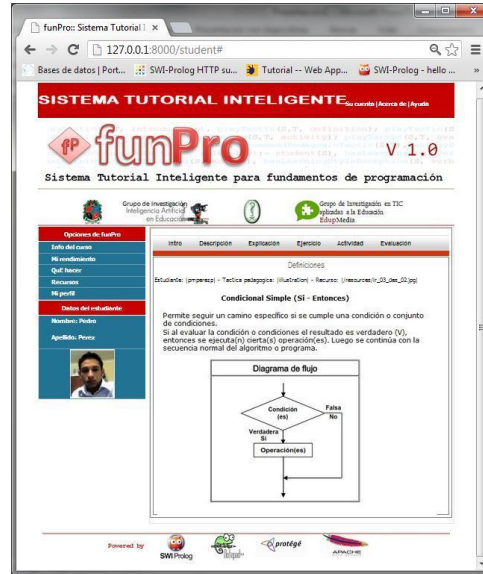 funPro:: Sistema Tutorial I
127.0.0.1:8000/student#
Bases de datos | Port... SWI-Prolog HTTP su... Tutorial -- Web App... SWI-Prolog - hello ... »
SISTEMA TUTORIAL INTELIGENTE Su cuenta | Acerca de | Ayuda
fP funPro V 1.0
Sistema Tutorial Inteligente para fundamentos de programación
Grupo de Investigación
Inteligencia Artificial
en Educación
Grupo de Investigación en TIC
aplicadas a la Educación
EdupMedia
Opciones de funPro
Info del curso
Mi rendimiento
Qué hacer
Recursos
Mi perfil
Datos del estudiante
Nombre: Pedro
Apellido: Perez
Intro Descripción Explicación Ejercicio Actividad Evaluación
Definiciones
Estudiante: (pmperezp) - Tactica pedagogica: (illustration) - Recurso: (/resources/ir_03_des_02.jpg)
Condicional Simple (Si - Entonces)
Permite seguir un camino específico si se cumple una condición o conjunto
de condiciones.
Si al evaluar la condición o condiciones el resultado es verdadero (V),
entonces se ejecuta(n) cierta(s) operación(es). Luego se continúa con la
secuencia normal del algoritmo o programa.
Diagrama de flujo
Condición
(es)
Falsa
No
Verdadera
Si
Operación(es)
Powered by
SWI Prolog
protégé
APACHE